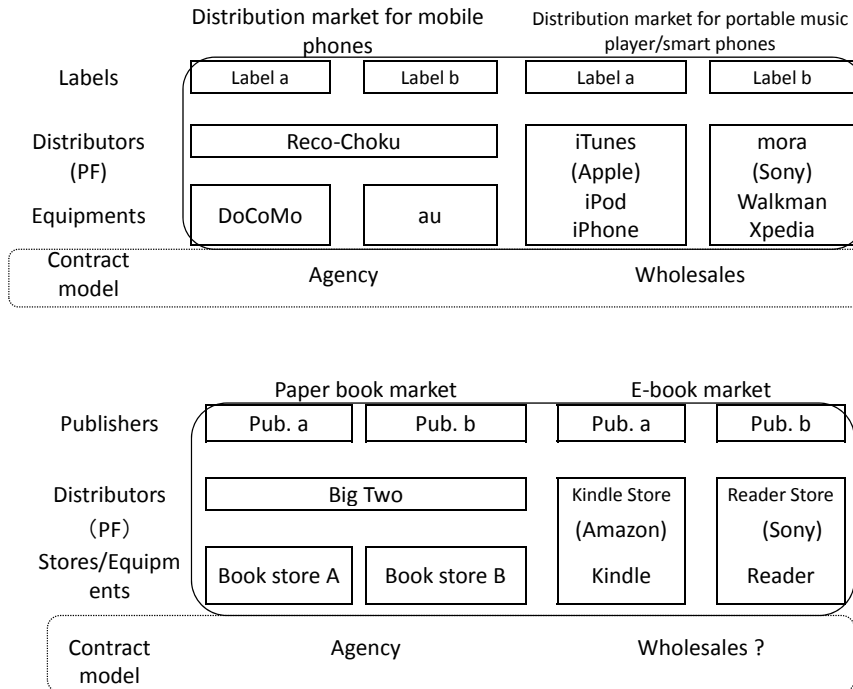 Distribution market for mobile
phones
Distribution market for portable music
player/smart phones
Labels
Label a
Label b
Label a
Label b
Distributors
(PF)
Reco-Choku
iTunes
(Apple)
iPod
iPhone
mora
(Sony)
Walkman
Xpedia
Equipments
DoCoMo
au
Contract
model
Agency
Wholesales
Paper book market
E-book market
Publishers
Pub. a
Pub. b
Pub. a
Pub. b
Distributors
（PF）
Big Two
Kindle Store
(Amazon)
Kindle
Reader Store
(Sony)
Reader
Stores/Equipm
ents
Book store A
Book store B
Contract
model
Agency
Wholesales ?